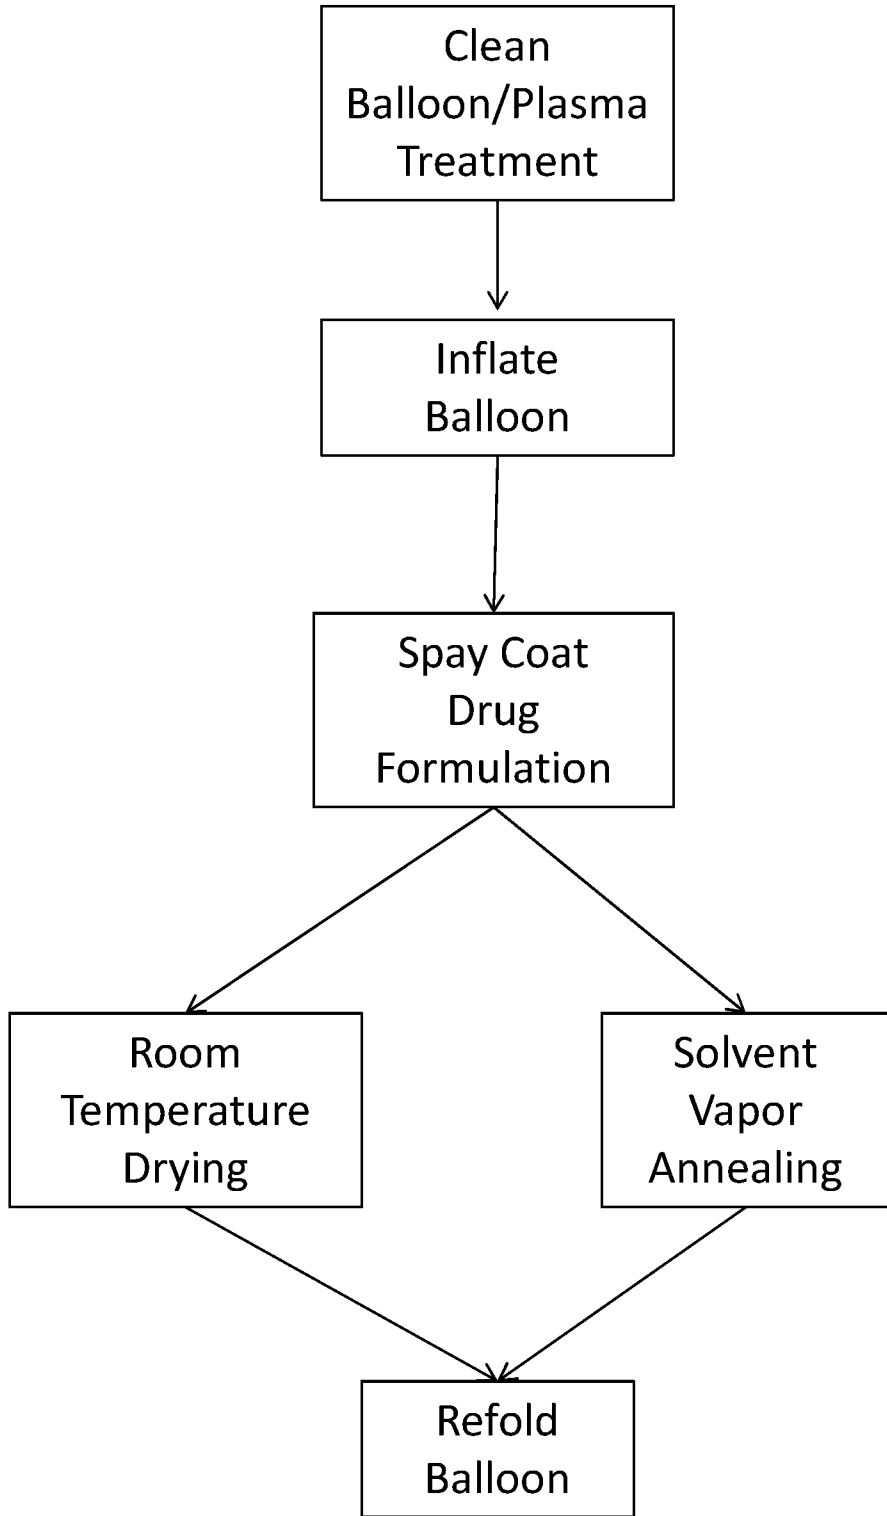 Clean
Balloon/Plasma
Treatment
Inflate
Balloon
Spay Coat
Drug
Formulation
Room
Temperature
Drying
Solvent
Vapor
Annealing
Refold
Balloon